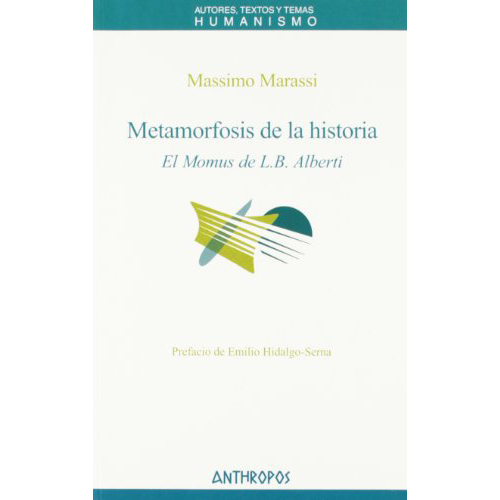 AUTORES, TEXTOS Y TEMAS
HUMANISMO
Massimo Marassi
Metamorfosis de la historia
El Momus de L.B. Alberti
Prefacio de Emilio Hidalgo-Serna
ANTHROPOS